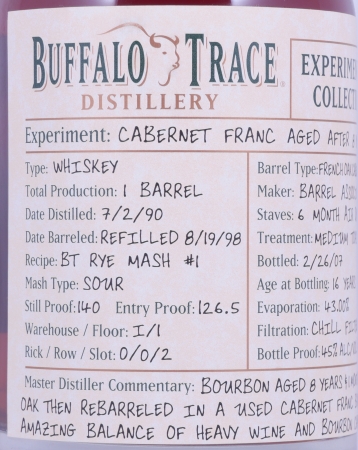 BUFFALO TRACE
DISTILLERY
EXPERIME
COLLECT
Experiment: CABERNET FRANC AGED AFTER
Type: WHISKEY
Total Production: 1 BARREL
Date Distilled: 7/2/90
Date Barreled: REFILLED 8/19/98
Recipe: BT RYE MASH #1
Mash Type: SOUR
Still Proof: 140 Entry Proof: 126.5
Warehouse / Floor: I/1
Rick / Row / Slot: 0/0/2
Barrel Type: FRENCH OAK
Maker: BARREL
Staves: 6 MONTH AIR
Treatment: MEDIUM
Bottled: 2/26/07
Age at Bottling: 16 YEARS
Evaporation: 43.00%
Filtration: CHILL
Bottle Proof: 45% ALC
Master Distiller Commentary: BOURBON AGED 8 YEARS
OAK THEN REBARRELED IN A USED CABERNET FRANC
AMAZING BALANCE OF HEAVY WINE AND BOURBON